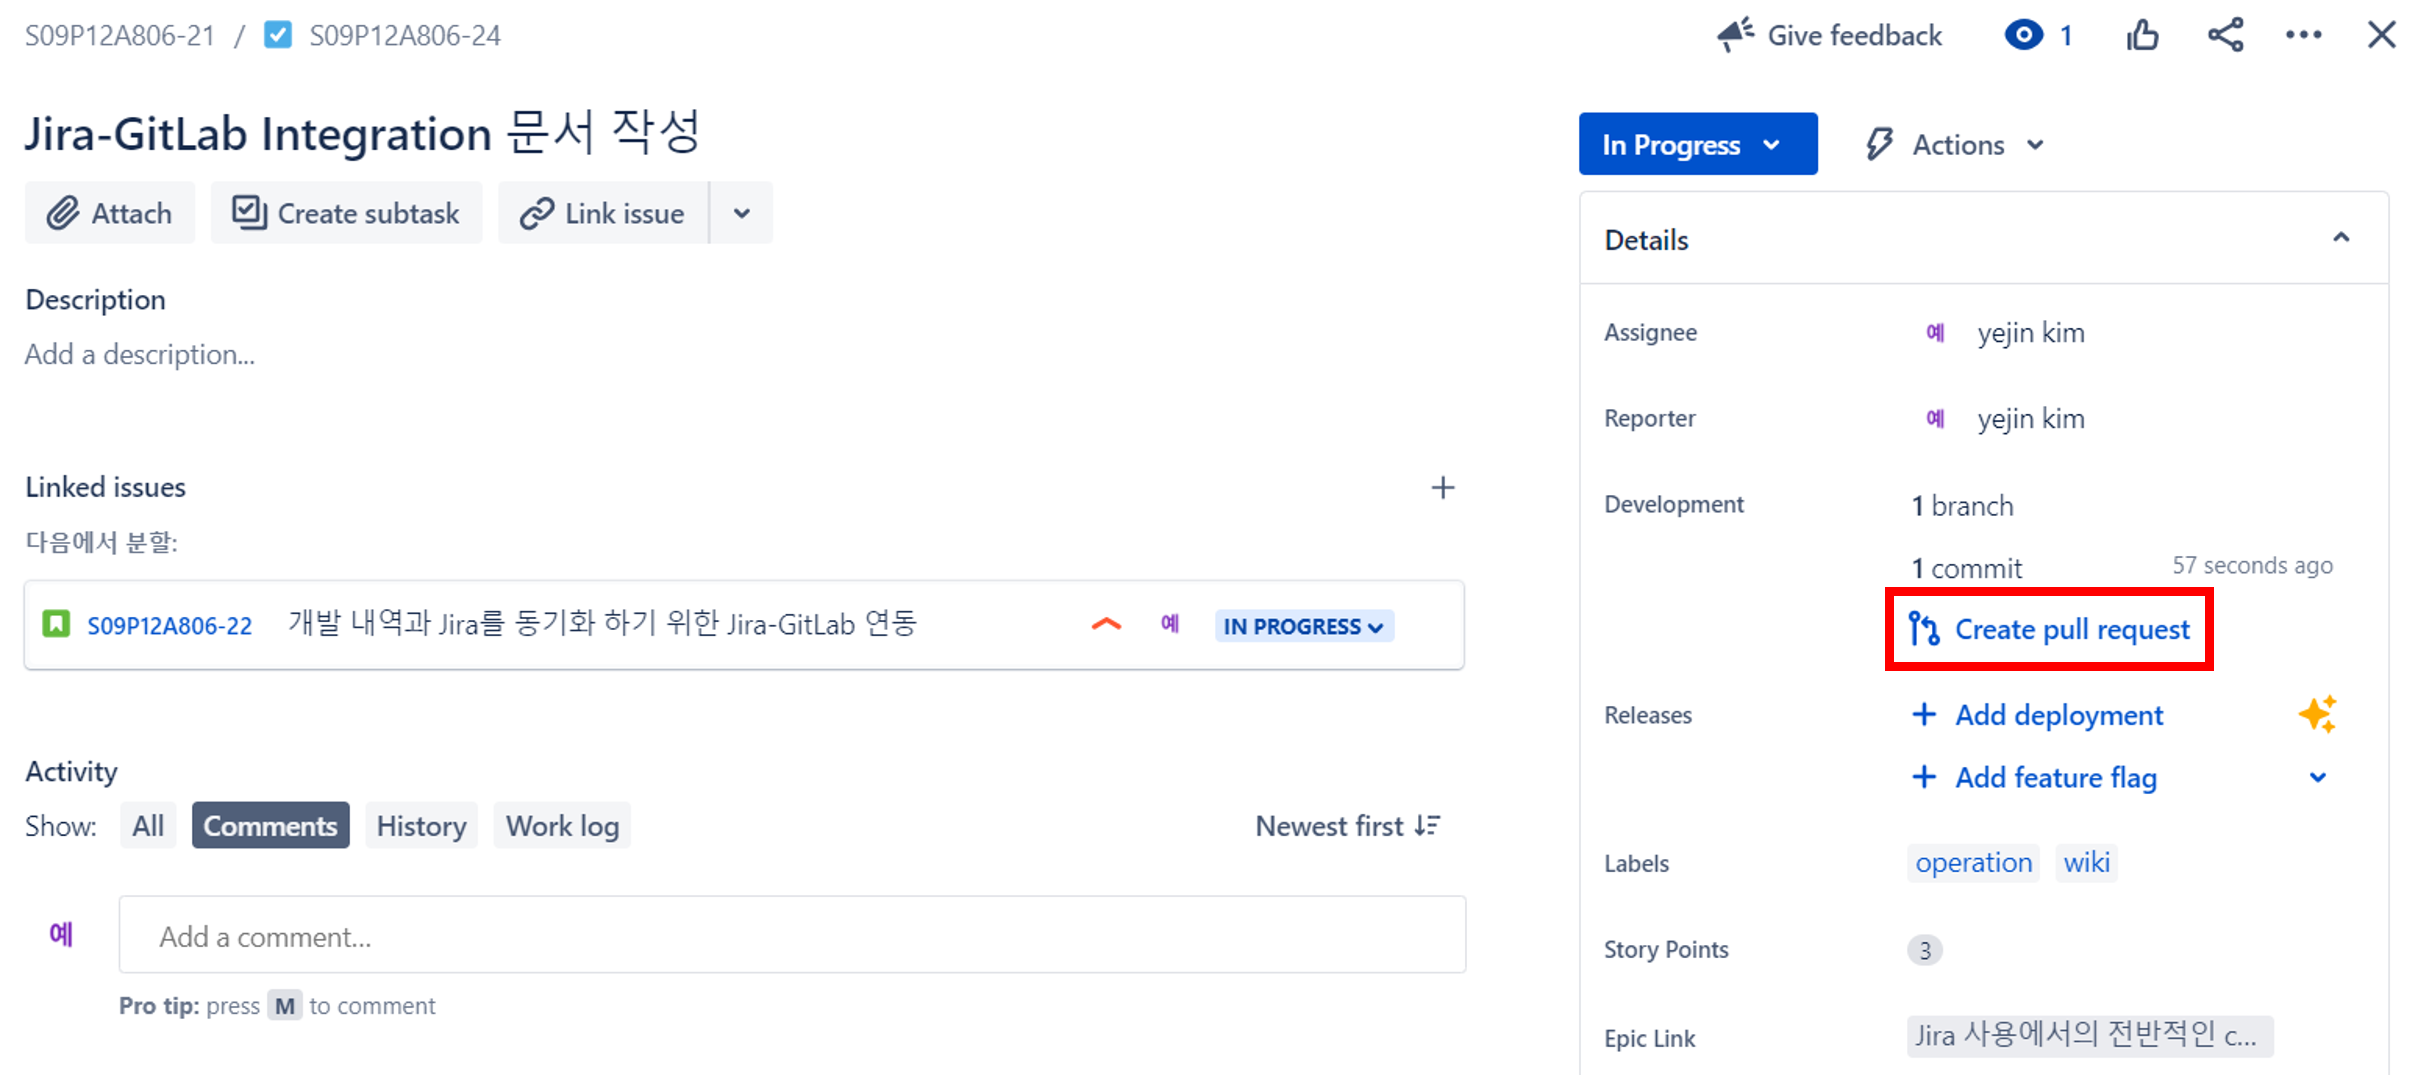 S09P12A806-21 / S09P12A806-24
Give feedback
1
Jira-GitLab Integration 문서 작성
Attach
Create subtask
Link issue
Description
Add a description...
Linked issues
다음에서 분할:
S09P12A806-22 개발 내역과 Jira를 동기화 하기 위한 Jira-GitLab 연동 예 IN PROGRESS
Activity
Show: All Comments History Work log
Newest first
예 Add a comment...
Pro tip: press M to comment
In Progress
Actions
Details
Assignee 예 yejin kim
Reporter 예 yejin kim
Development 1 branch
1 commit 57 seconds ago
Create pull request
Releases + Add deployment
+ Add feature flag
Labels operation wiki
Story Points 3
Epic Link Jira 사용에서의 전반적인 c...